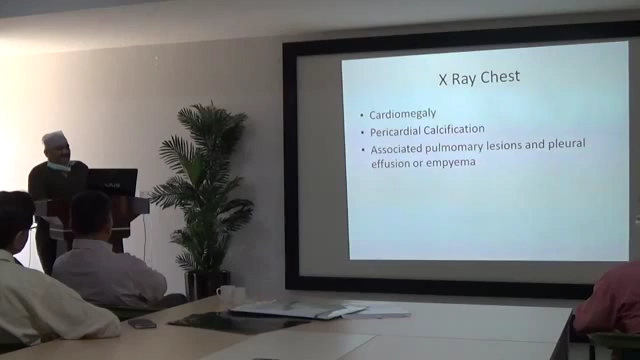 X Ray Chest
• Cardiomegaly
• Pericardial Calcification
• Associated pulmomary lesions and pleural
effusion or empyema